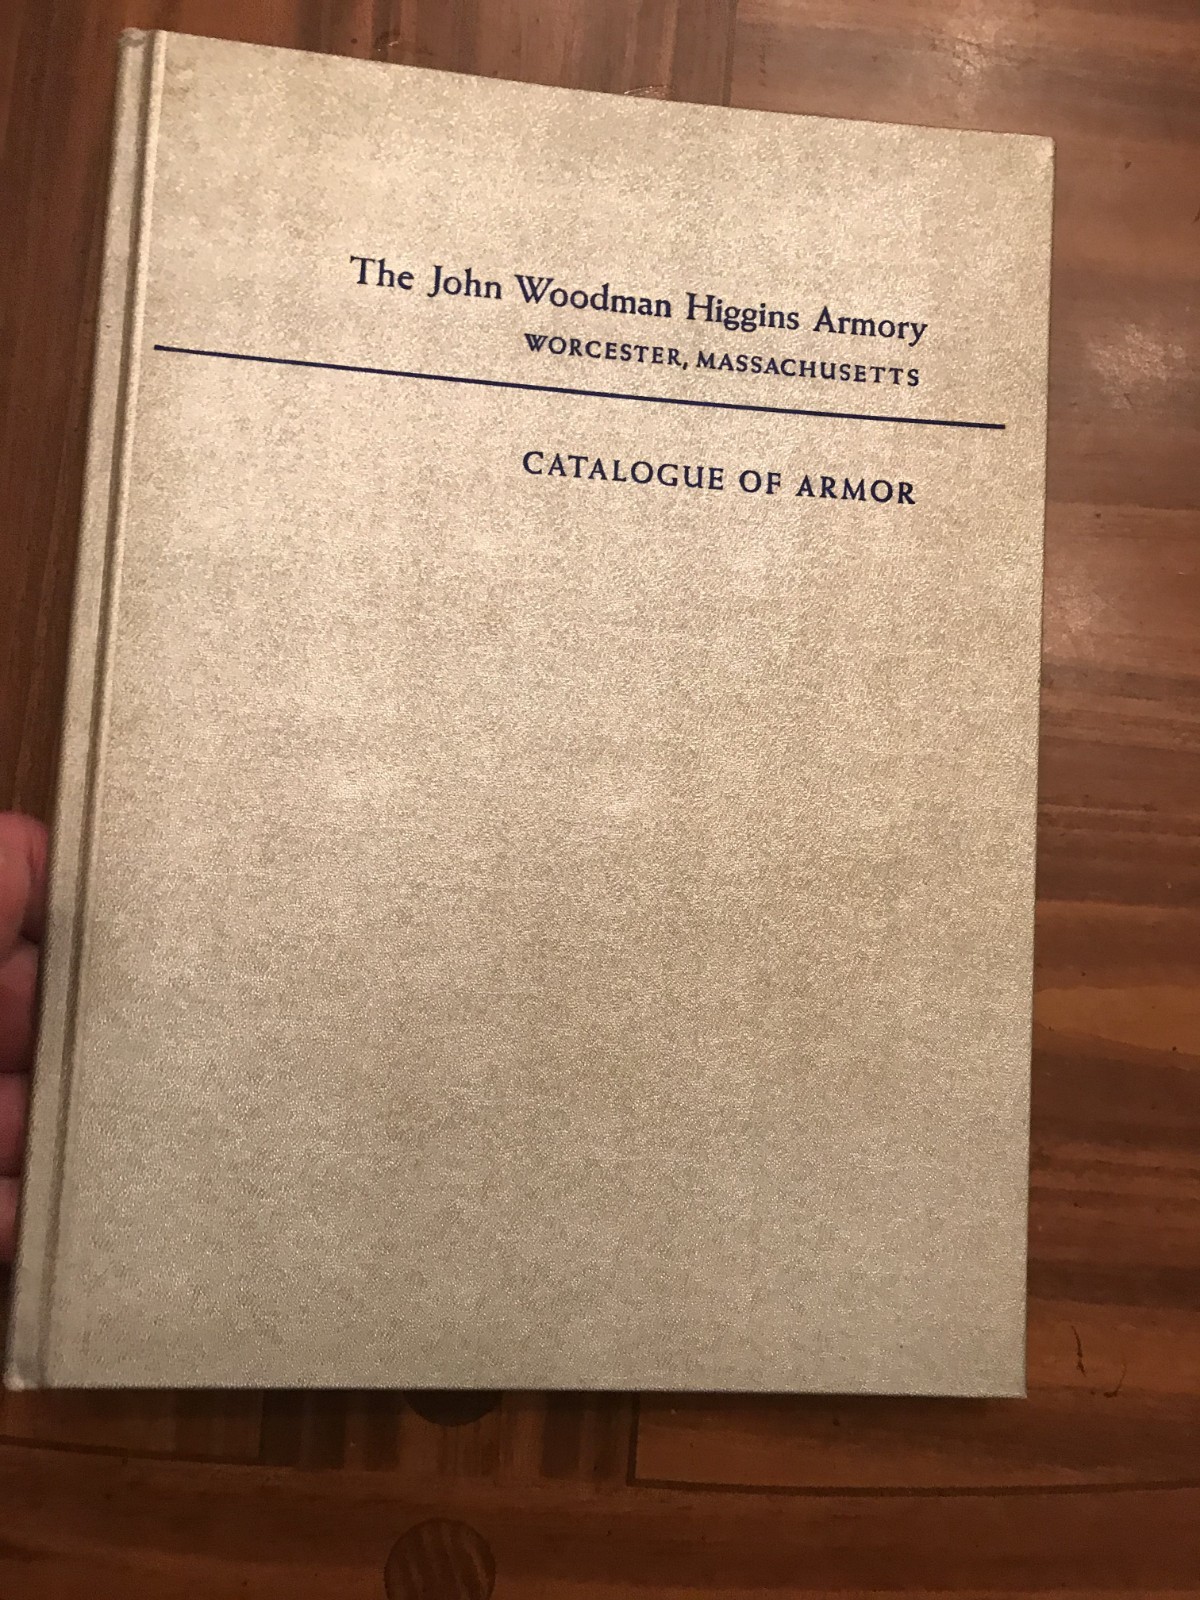 The John Woodman Higgins Armory
WORCESTER, MASSACHUSETTS
CATALOGUE OF ARMOR